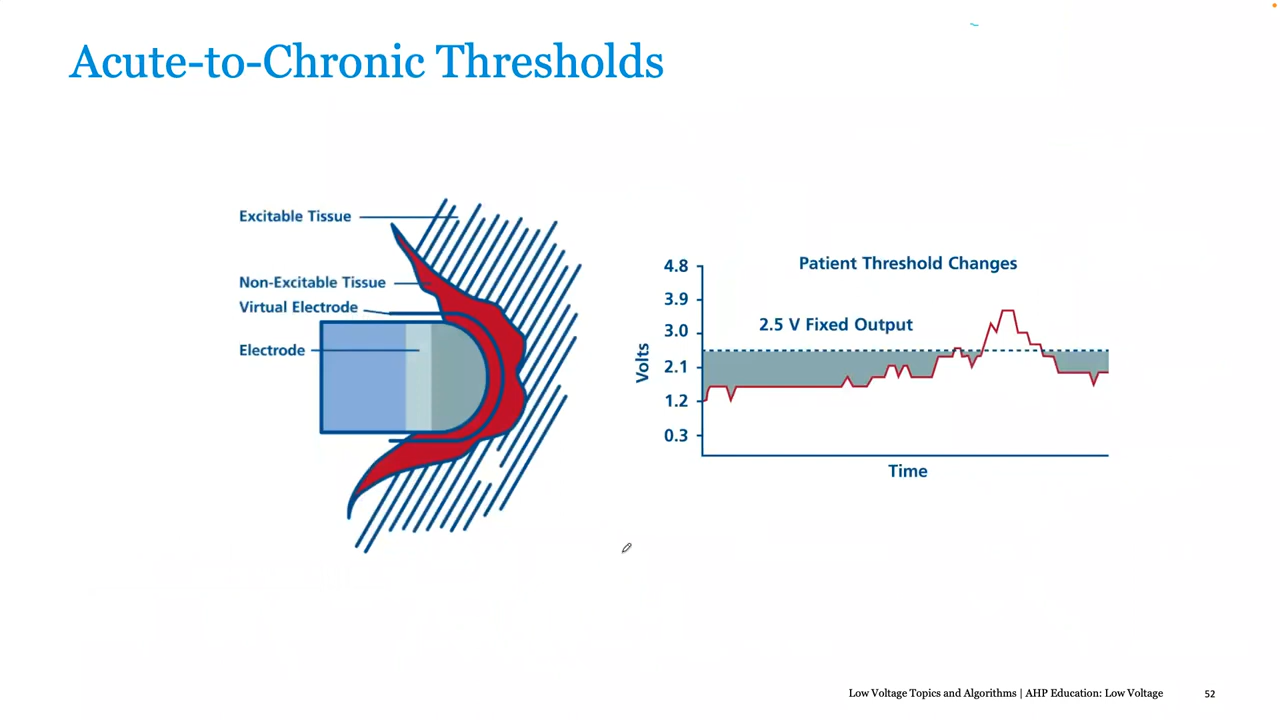 Acute-to-Chronic Thresholds
Excitable Tissue
Non-Excitable Tissue
Virtual Electrode
Electrode
Patient Threshold Changes
2.5 V Fixed Output
Volts
4.8
3.9
3.0
2.1
1.2
0.3
Time
Low Voltage Topics and Algorithms | AHP Education: Low Voltage
52